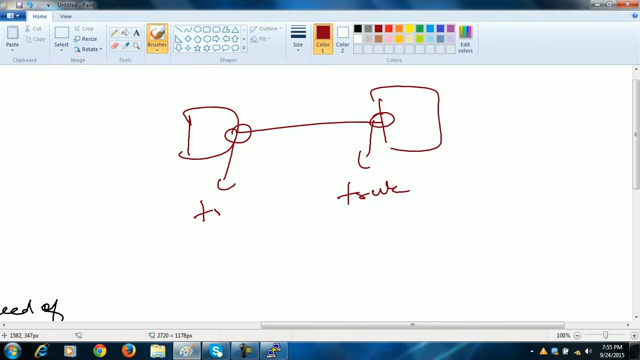 Untitled - Paint
Home View
Paste
Cut
Copy
Clipboard
Select
Crop
Resize
Rotate
Image
Tools
Brushes
Shapes
Outline
Fill
Size
Color 1
Color 2
Edit colors
Colors
eed of
1582, 347px
2720 × 1178px
100%
7:55 PM
9/24/2015